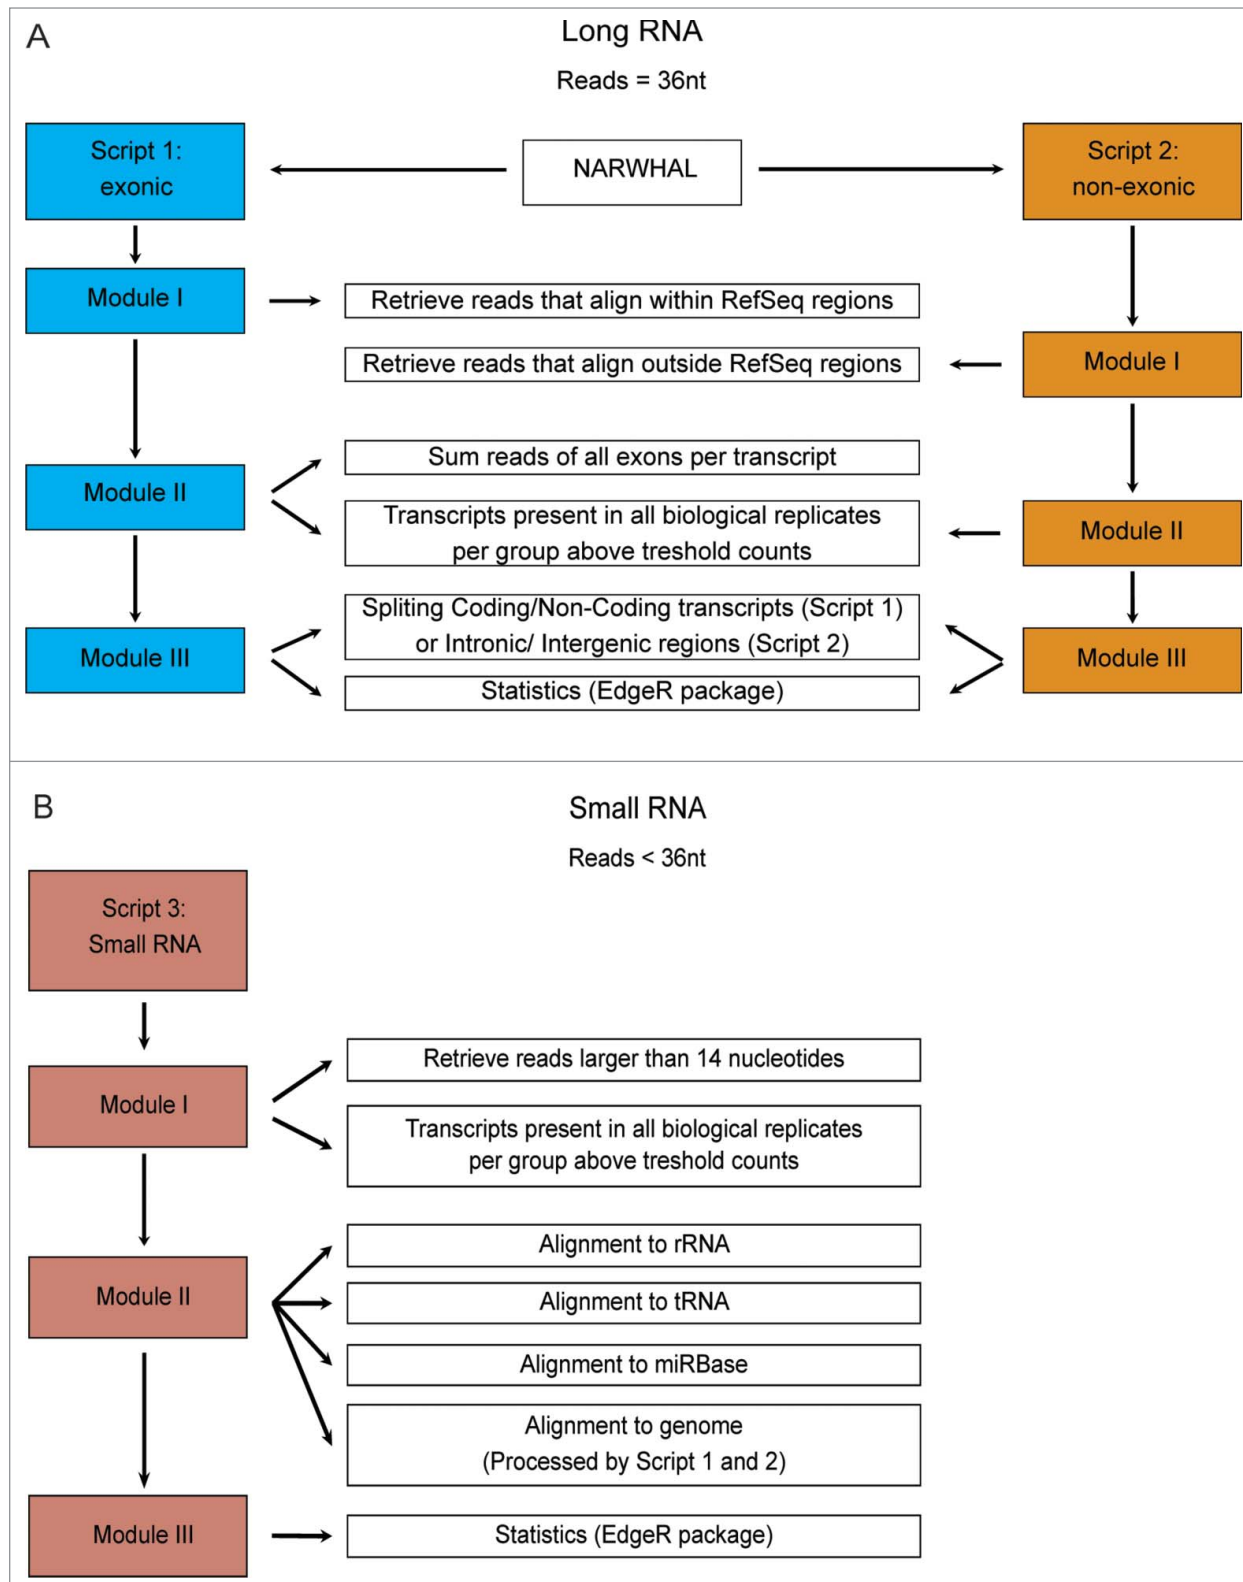 A
Long RNA
Reads = 36nt
Script 1:
exonic
NARWHAL
Script 2:
non-exonic
Module I
Retrieve reads that align within RefSeq regions
Retrieve reads that align outside RefSeq regions
Module I
Sum reads of all exons per transcript
Module II
Transcripts present in all biological replicates
per group above treshold counts
Module II
Spliting Coding/Non-Coding transcripts (Script 1)
or Intronic/ Intergenic regions (Script 2)
Module III
Module III
Statistics (EdgeR package)
B
Small RNA
Reads < 36nt
Script 3:
Small RNA
Retrieve reads larger than 14 nucleotides
Module I
Transcripts present in all biological replicates
per group above treshold counts
Alignment to rRNA
Module II
Alignment to tRNA
Alignment to miRBase
Alignment to genome
(Processed by Script 1 and 2)
Module III
Statistics (EdgeR package)